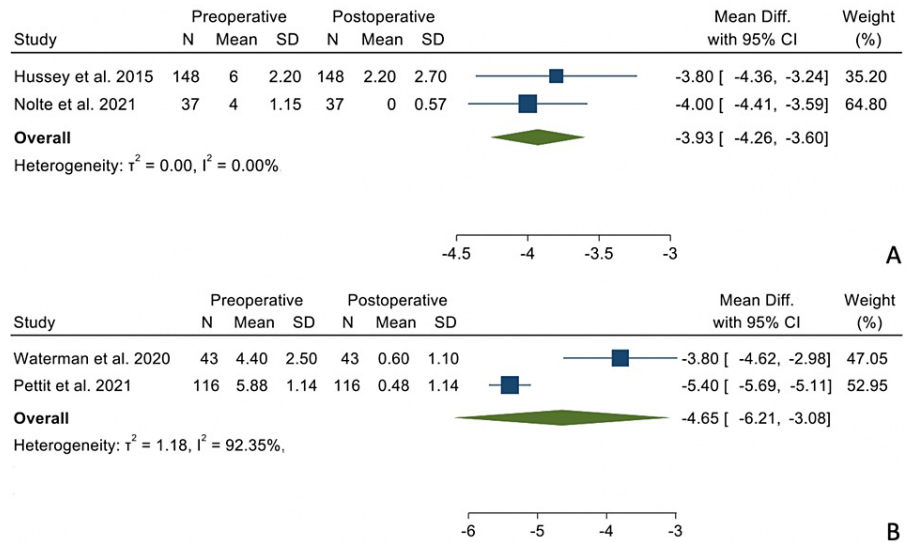 Preoperative Postoperative Mean Diff. Weight
Study N Mean SD N Mean SD with 95% CI (%)
Hussey et al. 2015 148 6 2.20 148 2.20 2.70 -3.80 [ -4.36, -3.24] 35.20
Nolte et al. 2021 37 4 1.15 37 0 0.57 -4.00 [ -4.41, -3.59] 64.80
Overall -3.93 [ -4.26, -3.60]
Heterogeneity: τ² = 0.00, I² = 0.00%
-4.5 -4 -3.5 -3
A
Preoperative Postoperative Mean Diff. Weight
Study N Mean SD N Mean SD with 95% CI (%)
Waterman et al. 2020 43 4.40 2.50 43 0.60 1.10 -3.80 [ -4.62, -2.98] 47.05
Pettit et al. 2021 116 5.88 1.14 116 0.48 1.14 -5.40 [ -5.69, -5.11] 52.95
Overall -4.65 [ -6.21, -3.08]
Heterogeneity: τ² = 1.18, I² = 92.35%,
-6 -5 -4 -3
B